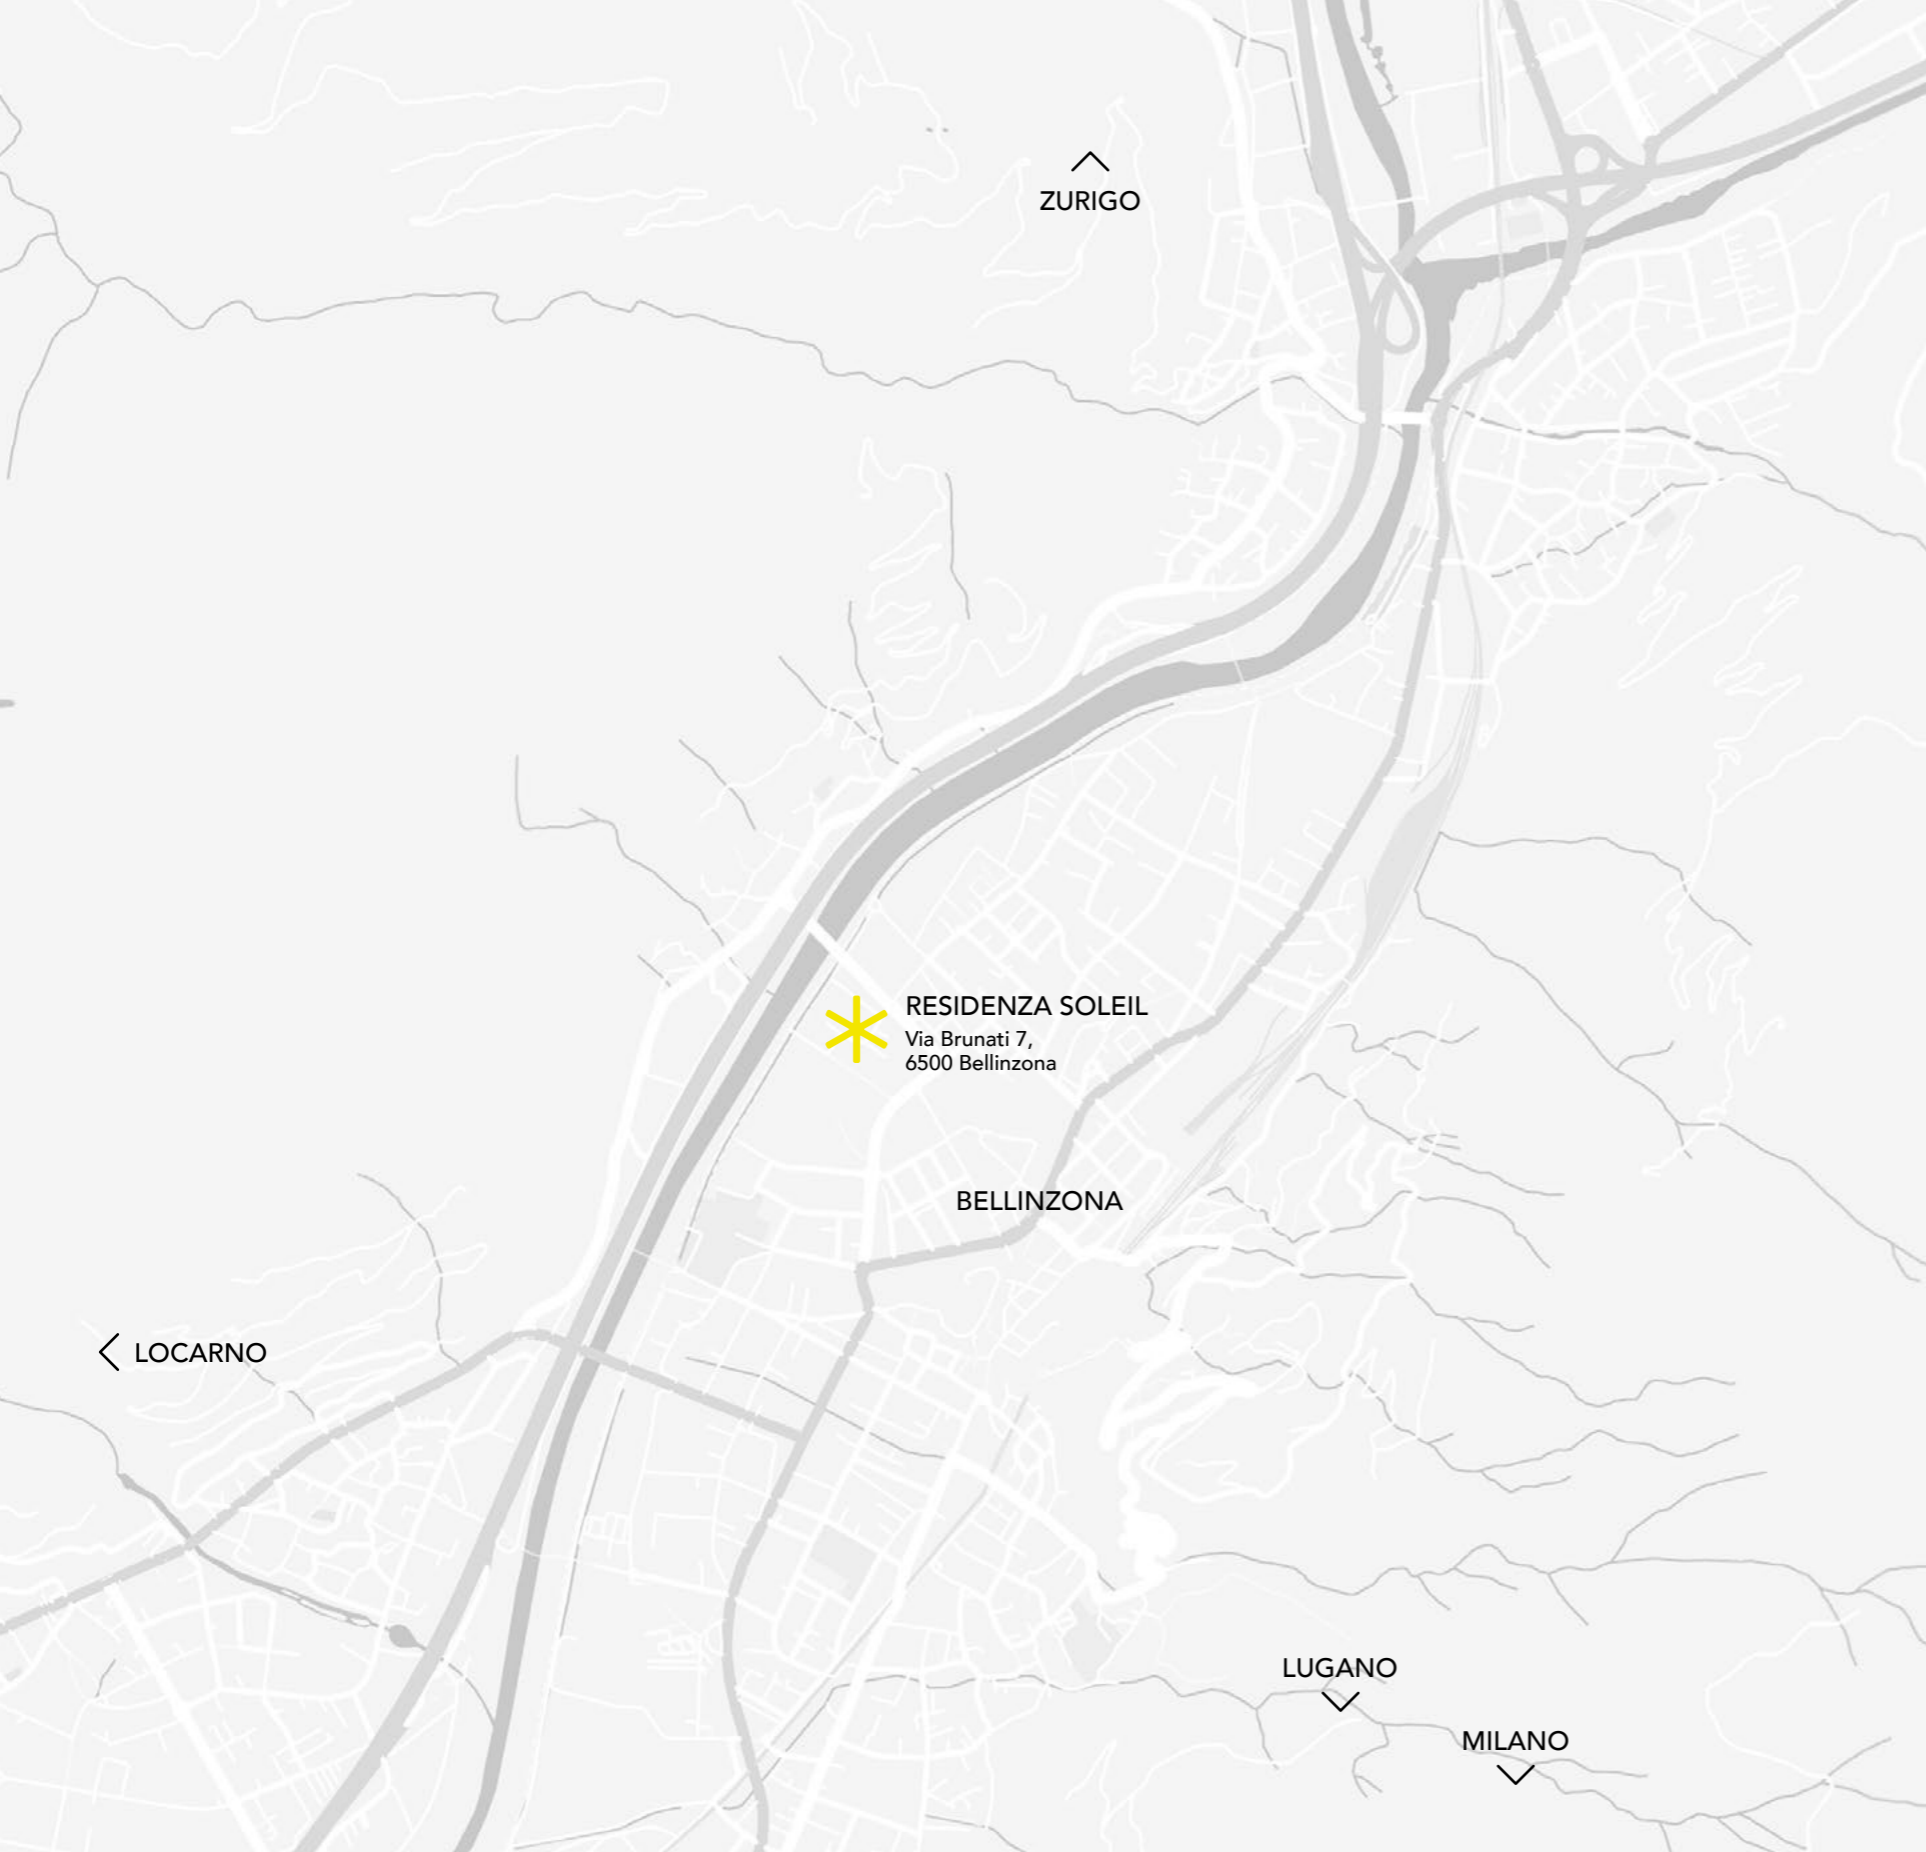 ZURIGO
RESIDENZA SOLEIL
Via Brunati 7,
6500 Bellinzona
BELLINZONA
LOCARNO
LUGANO
MILANO